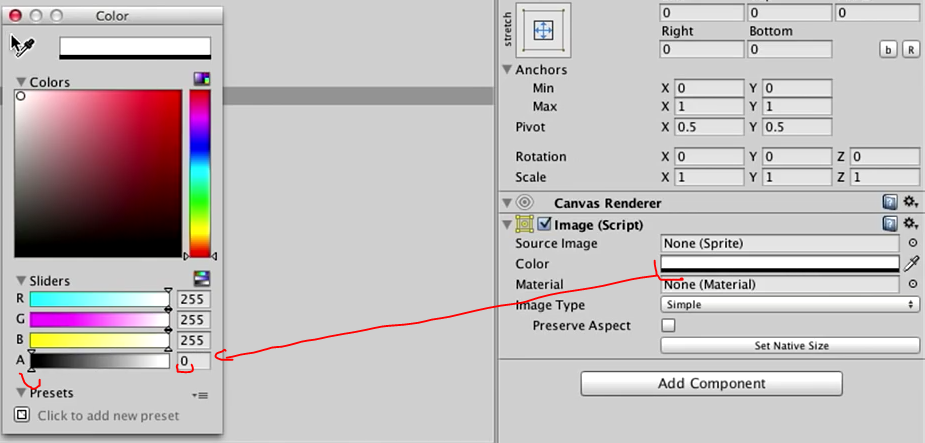 Color
Colors
Sliders
R 255
G 255
B 255
A 0
Presets
Click to add new preset
stretch
0 0 0
Right Bottom
0 0 b R
Anchors
Min X 0 Y 0
Max X 1 Y 1
Pivot X 0.5 Y 0.5
Rotation X 0 Y 0 Z 0
Scale X 1 Y 1 Z 1
Canvas Renderer
Image (Script)
Source Image None (Sprite)
Color
Material None (Material)
Image Type Simple
Preserve Aspect
Set Native Size
Add Component